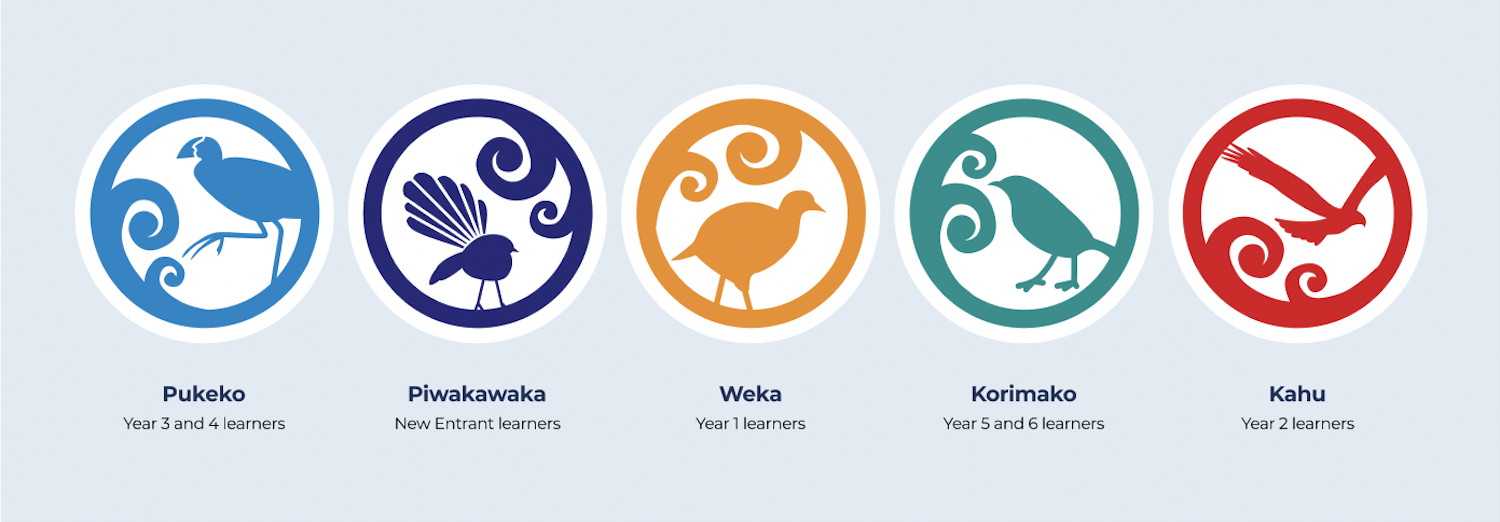 Pukeko
Year 3 and 4 learners
Piwakawaka
New Entrant learners
Weka
Year 1 learners
Korimako
Year 5 and 6 learners
Kahu
Year 2 learners